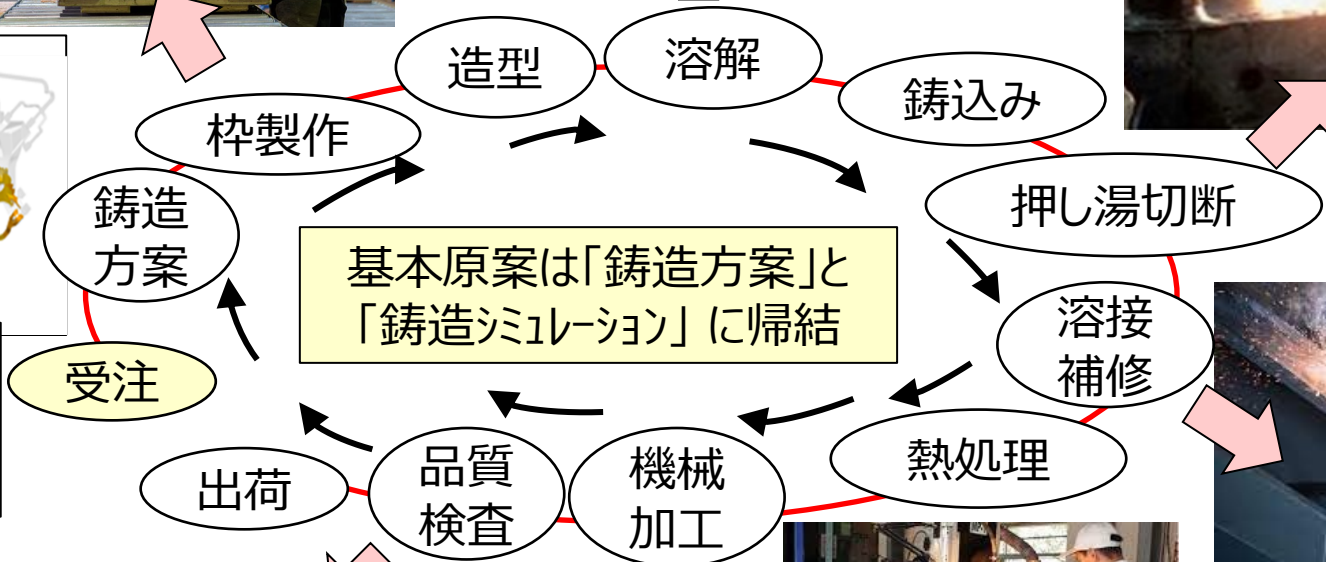 造型
溶解
鋳込み
枠製作
押し湯切断
鋳造
方案
基本原案は「鋳造方案」と
「鋳造ｼﾐｭﾚｰｼｮﾝ」に帰結
溶接
補修
受注
熱処理
機械
加工
品質
検査
出荷